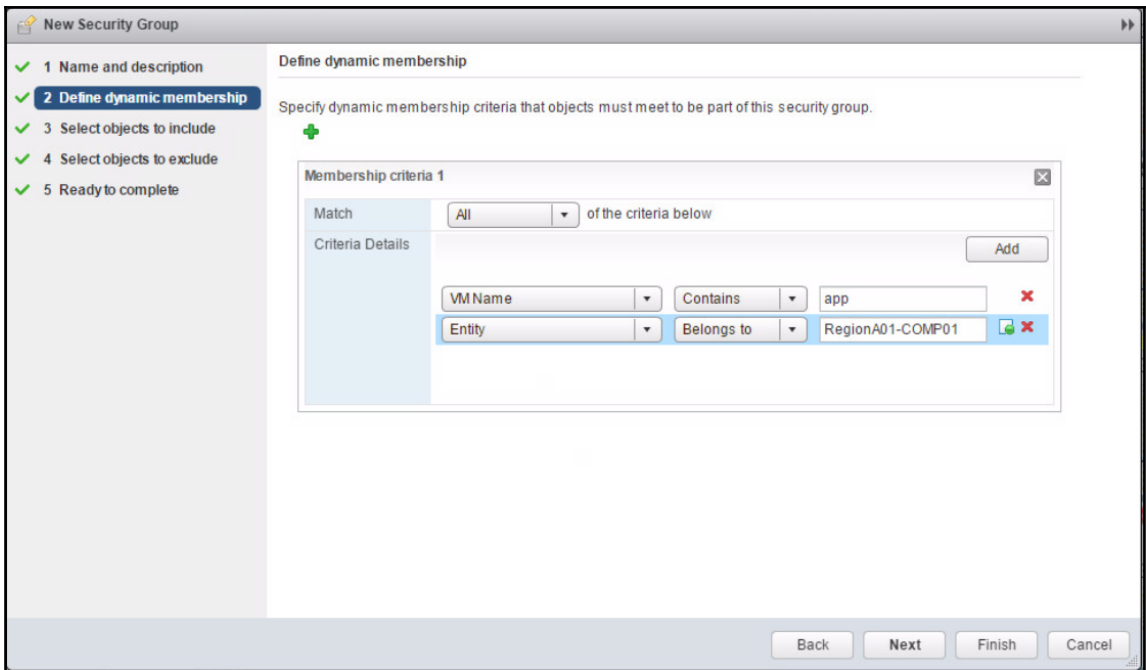 New Security Group
1 Name and description
2 Define dynamic membership
3 Select objects to include
4 Select objects to exclude
5 Ready to complete
Define dynamic membership
Specify dynamic membership criteria that objects must meet to be part of this security group.
Membership criteria 1
Match All of the criteria below
Criteria Details
Add
VM Name Contains app
Entity Belongs to RegionA01-COMP01
Back Next Finish Cancel